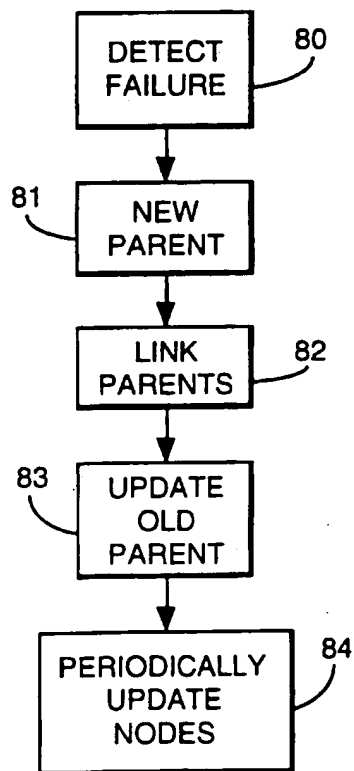 DETECT
FAILURE
80
81
NEW
PARENT
LINK
PARENTS
82
83
UPDATE
OLD
PARENT
PERIODICALLY
UPDATE
NODES
84